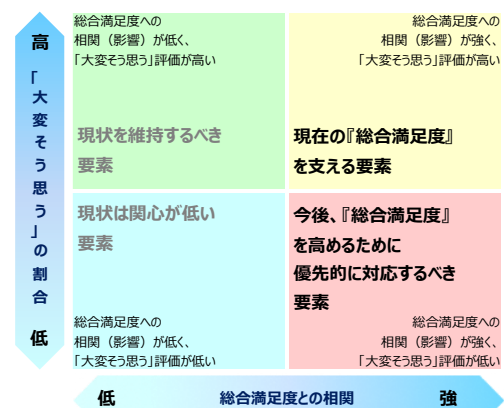 高
「大変そう思う」の割合
低
総合満足度への
相関（影響）が低く、
「大変そう思う」評価が高い
現状を維持するべき
要素
総合満足度への
相関（影響）が強く、
「大変そう思う」評価が高い
現在の『総合満足度』
を支える要素
現状は関心が低い
要素
総合満足度への
相関（影響）が低く、
「大変そう思う」評価が低い
今後、『総合満足度』
を高めるために
優先的に対応するべき
要素
総合満足度への
相関（影響）が強く、
「大変そう思う」評価が低い
低
総合満足度との相関
強